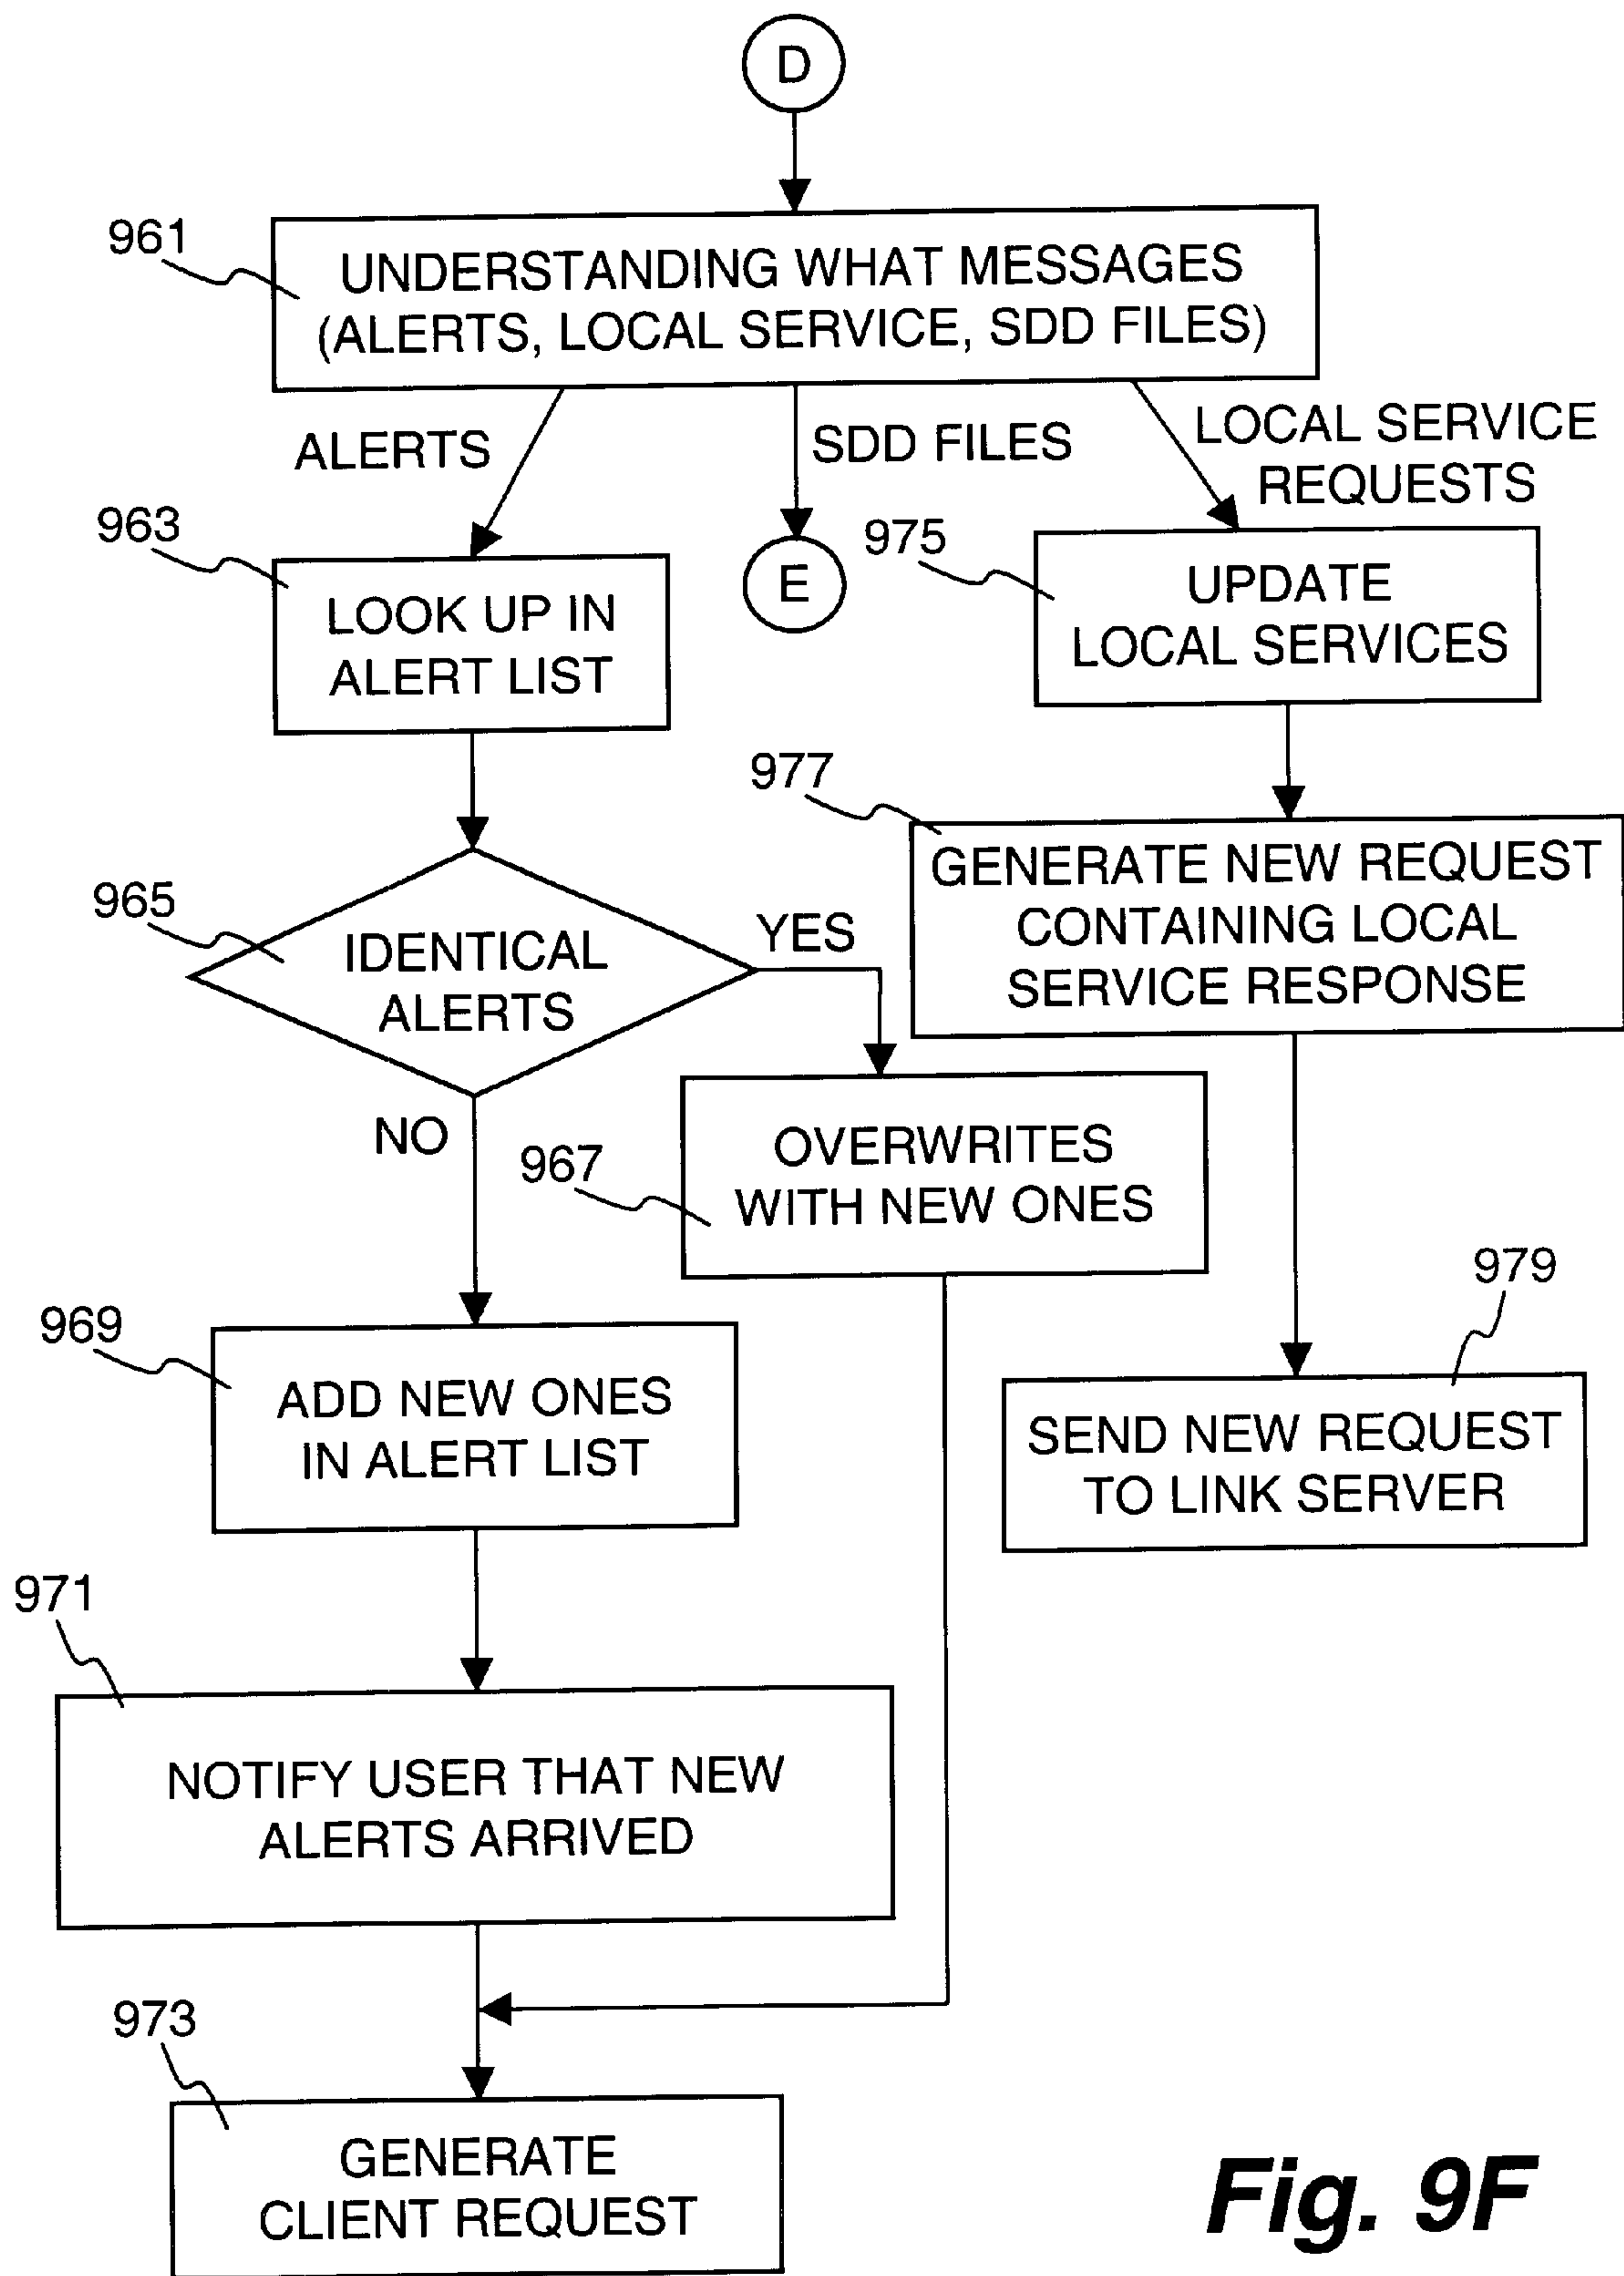 D
961
UNDERSTANDING WHAT MESSAGES
(ALERTS, LOCAL SERVICE, SDD FILES)
ALERTS
SDD FILES
LOCAL SERVICE
REQUESTS
963
LOOK UP IN
ALERT LIST
E
975
UPDATE
LOCAL SERVICES
977
GENERATE NEW REQUEST
CONTAINING LOCAL
SERVICE RESPONSE
965
IDENTICAL
ALERTS
YES
NO
967
OVERWRITES
WITH NEW ONES
979
SEND NEW REQUEST
TO LINK SERVER
969
ADD NEW ONES
IN ALERT LIST
971
NOTIFY USER THAT NEW
ALERTS ARRIVED
973
GENERATE
CLIENT REQUEST
Fig. 9F